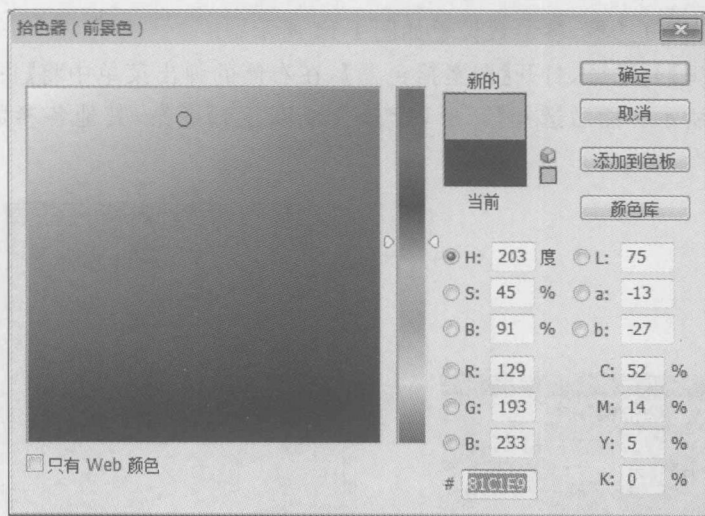 拾色器（前景色）
新的
当前
确定
取消
添加到色板
颜色库
H: 203 度
S: 45 %
B: 91 %
R: 129
G: 193
B: 233
# 81C1E9
L: 75
a: -13
b: -27
C: 52 %
M: 14 %
Y: 5 %
K: 0 %
只有 Web 颜色